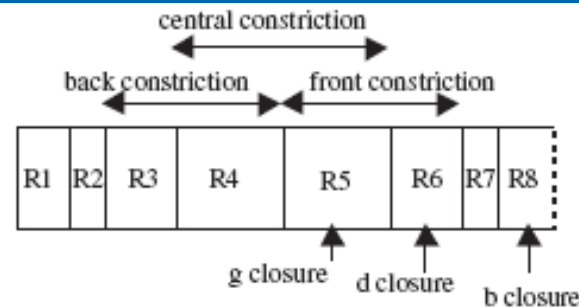 central constriction
back constriction front constriction
R1 R2 R3 R4 R5 R6 R7 R8
g closure d closure b closure